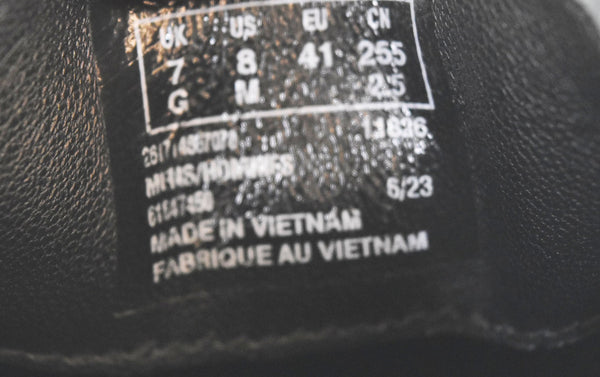 UK US EU CN
7 8 41 255
G M 2.5
MENS/HOMMES
5/23
MADE IN VIETNAM
FABRIQUE AU VIETNAM